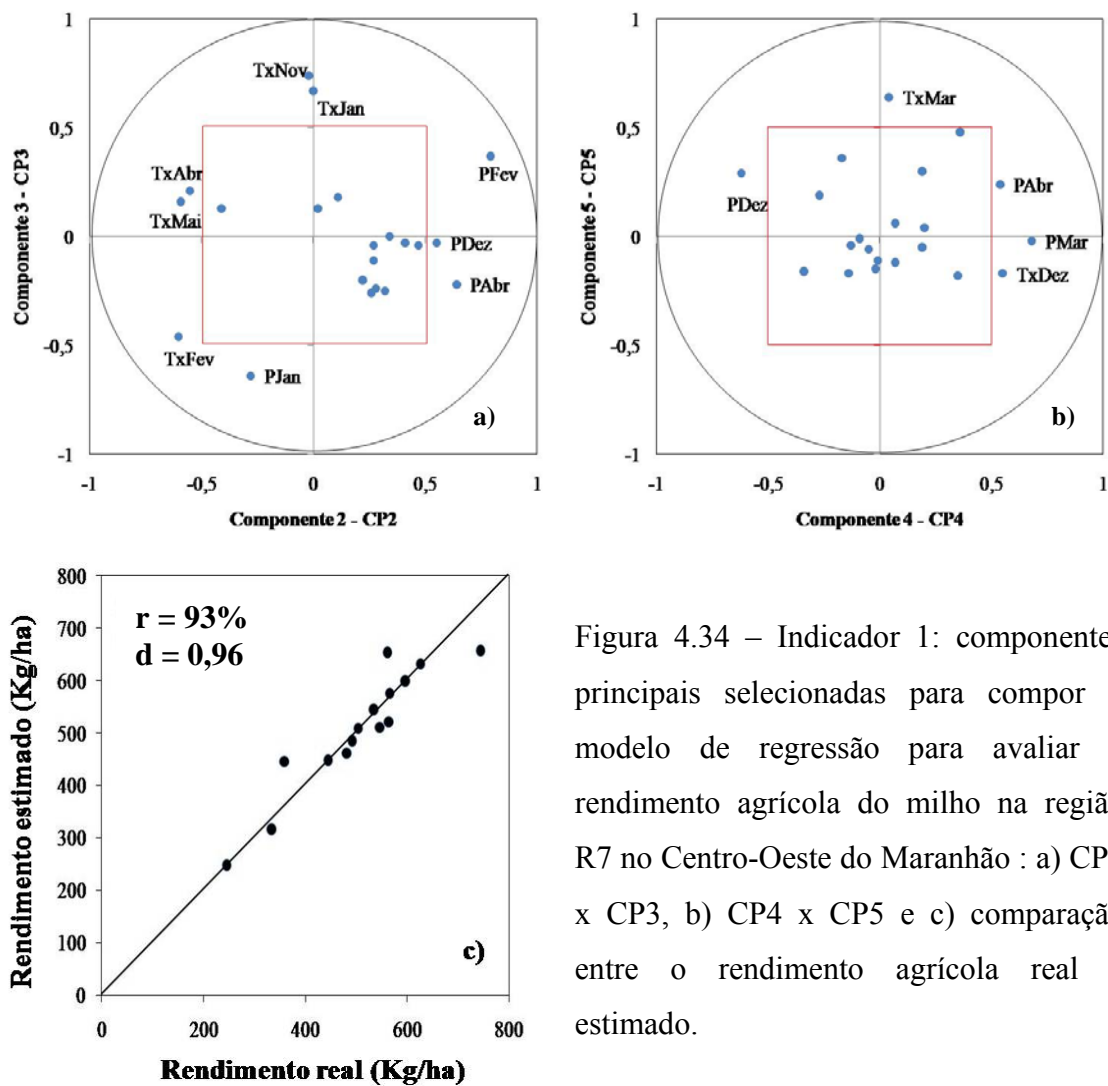 1
0,5
0
-0,5
-1
-1
0
0,5
1
-0,5
Componente 3 - CP3
Componente 2 - CP2
TxNov
TxJan
PFev
TxAbr
TxMai
PDez
PAbr
TxFev
PJan
a)
1
0,5
0
-0,5
-1
-1
-0,5
0
0,5
1
Componente 5 - CP5
Componente 4 - CP4
TxMar
PDez
PAbr
PMar
TxDez
b)
800
700
600
500
400
300
200
100
0
0
200
400
600
800
Rendimento estimado (Kg/ha)
Rendimento real (Kg/ha)
r = 93%
d = 0,96
c)
Figura 4.34 – Indicador 1: componente
principais selecionadas para compor
modelo de regressão para avaliar
rendimento agrícola do milho na regiã
R7 no Centro-Oeste do Maranhão : a) CP
x CP3, b) CP4 x CP5 e c) comparaçã
entre o rendimento agrícola real
estimado.